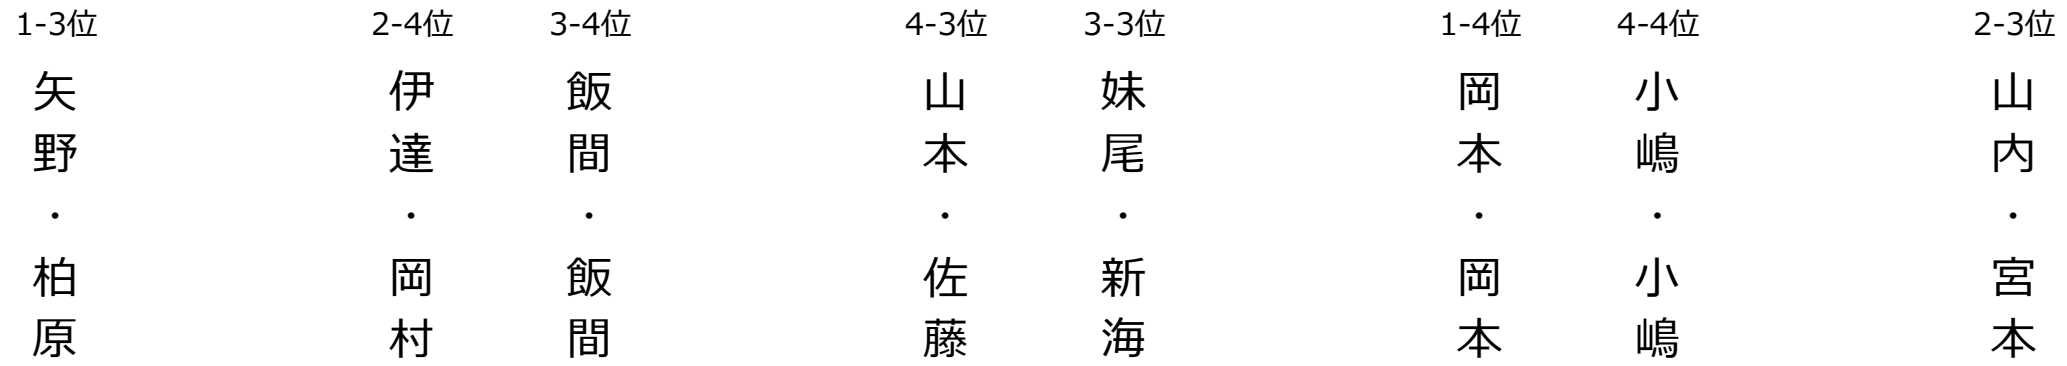 1-3位
2-4位
3-4位
4-3位
3-3位
1-4位
4-4位
2-3位
矢野・柏原
伊達・岡村
飯間・飯間
山本・佐藤
妹尾・新海
岡本・岡本
小嶋・小嶋
山内・宮本